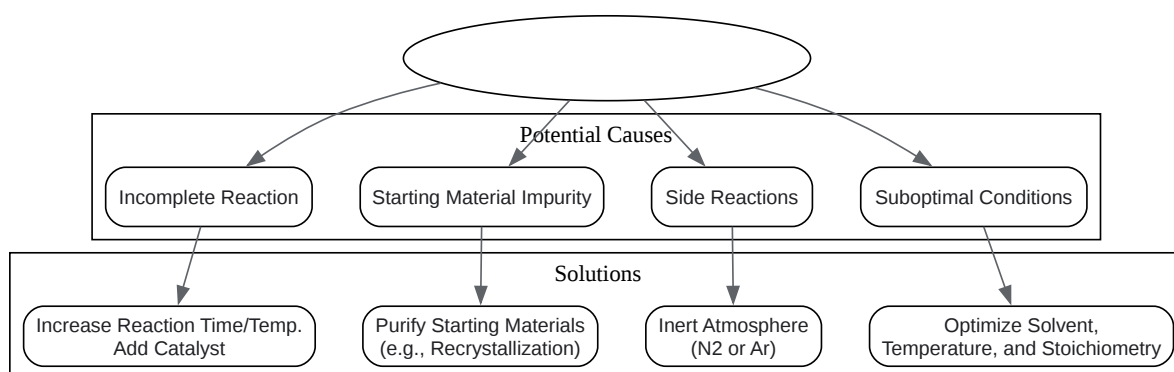 Potential Causes
Incomplete Reaction
Starting Material Impurity
Side Reactions
Suboptimal Conditions
Solutions
Increase Reaction Time/Temp.
Add Catalyst
Purify Starting Materials
(e.g., Recrystallization)
Inert Atmosphere
(N2 or Ar)
Optimize Solvent,
Temperature, and Stoichiometry